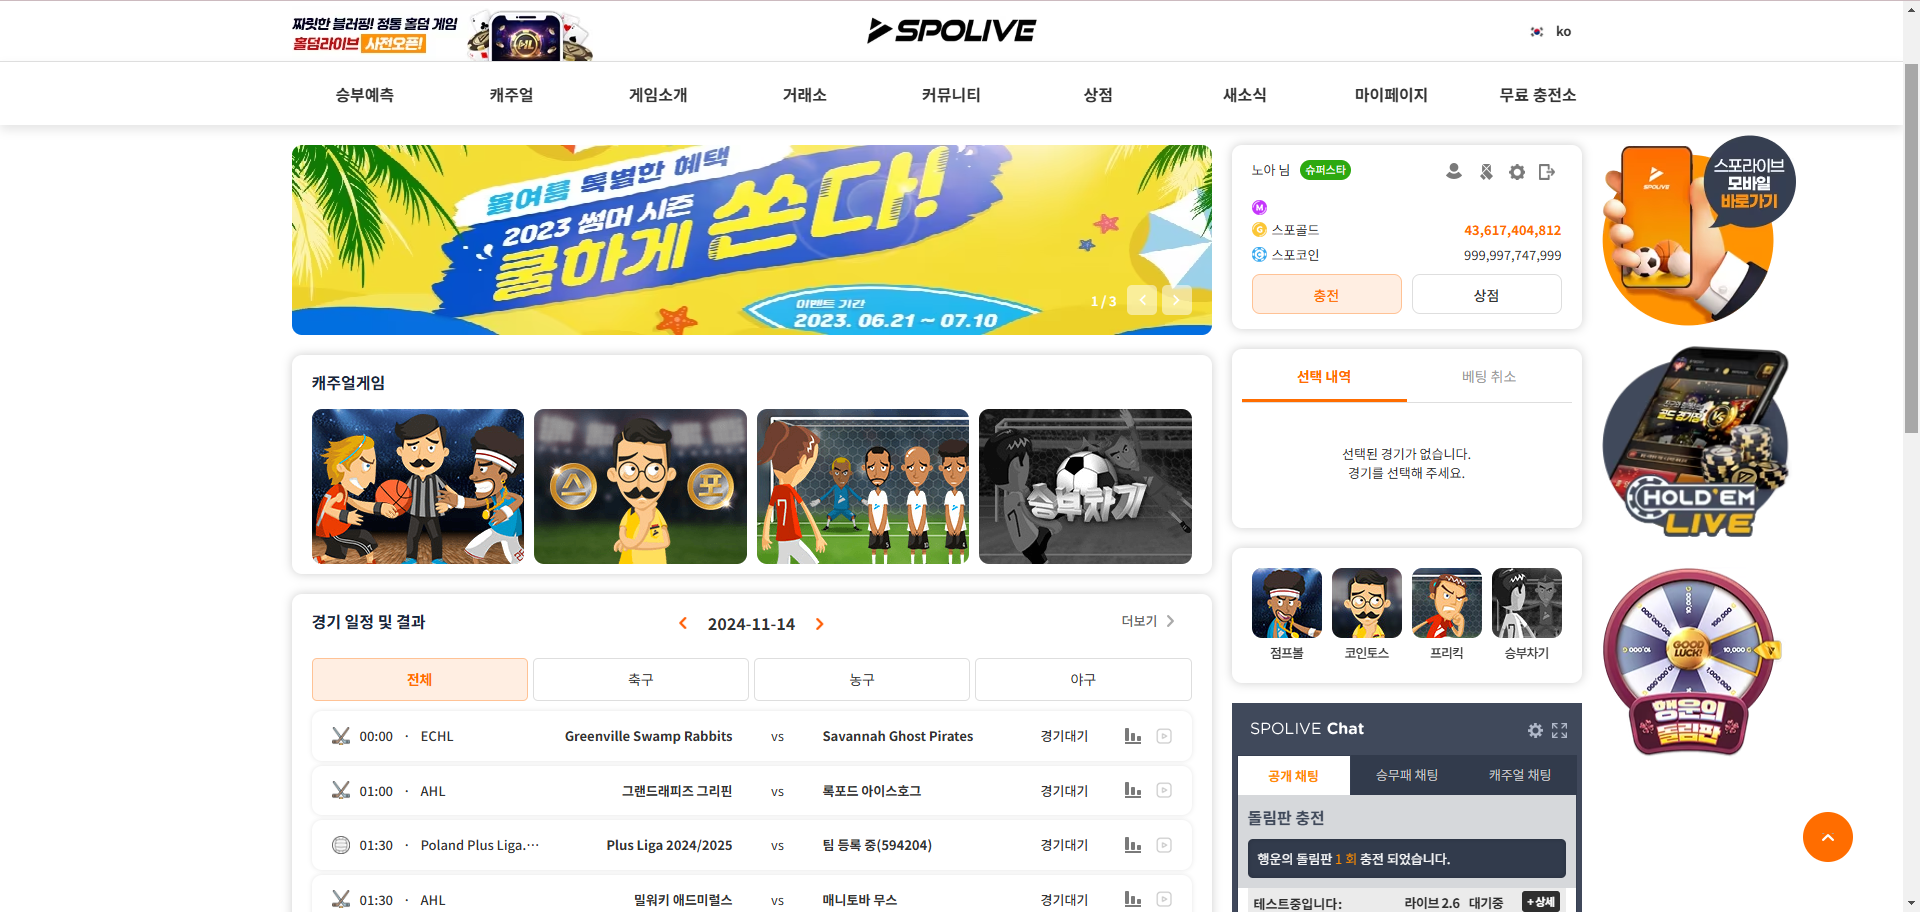 짜릿한 블러핑! 정통 홀덤 게임
홀덤라이브 사전오픈!
SPOLIVE
ko
승부예측 캐주얼 게임소개 거래소 커뮤니티 상점 새소식 마이페이지 무료 충전소
올여름 특별한 혜택
2023 썸머 시즌
쿨하게 쏜다!
이벤트 기간
2023. 06.21 ~ 07.10
1 / 3
노아 님 슈퍼스타
M
G 스포골드 43,617,404,812
스포코인 999,997,747,999
충전 상점
스포라이브
모바일
바로가기
SPOLIVE
캐주얼게임
스 포
7
승부차기
선택 내역 베팅 취소
선택된 경기가 없습니다.
경기를 선택해 주세요.
VS
HOLD'EM
LIVE
점프볼 코인토스 프리킥 승부차기
경기 일정 및 결과
2024-11-14
더보기
전체 축구 농구 야구
00:00 · ECHL Greenville Swamp Rabbits vs Savannah Ghost Pirates 경기대기
01:00 · AHL 그랜드래피즈 그리핀 vs 록포드 아이스호그 경기대기
01:30 · Poland Plus Liga.··· Plus Liga 2024/2025 vs 팀 등록 중(594204) 경기대기
01:30 · AHL 밀워키 애드미럴스 vs 매니토바 무스 경기대기
GOOD
LUCK!
행운의
돌림판
SPOLIVE Chat
공개 채팅 승무패 채팅 캐주얼 채팅
돌림판 충전
행운의 돌림판 1 회 충전 되었습니다.
테스트중입니다: 라이브 2.6 대기중 +상세